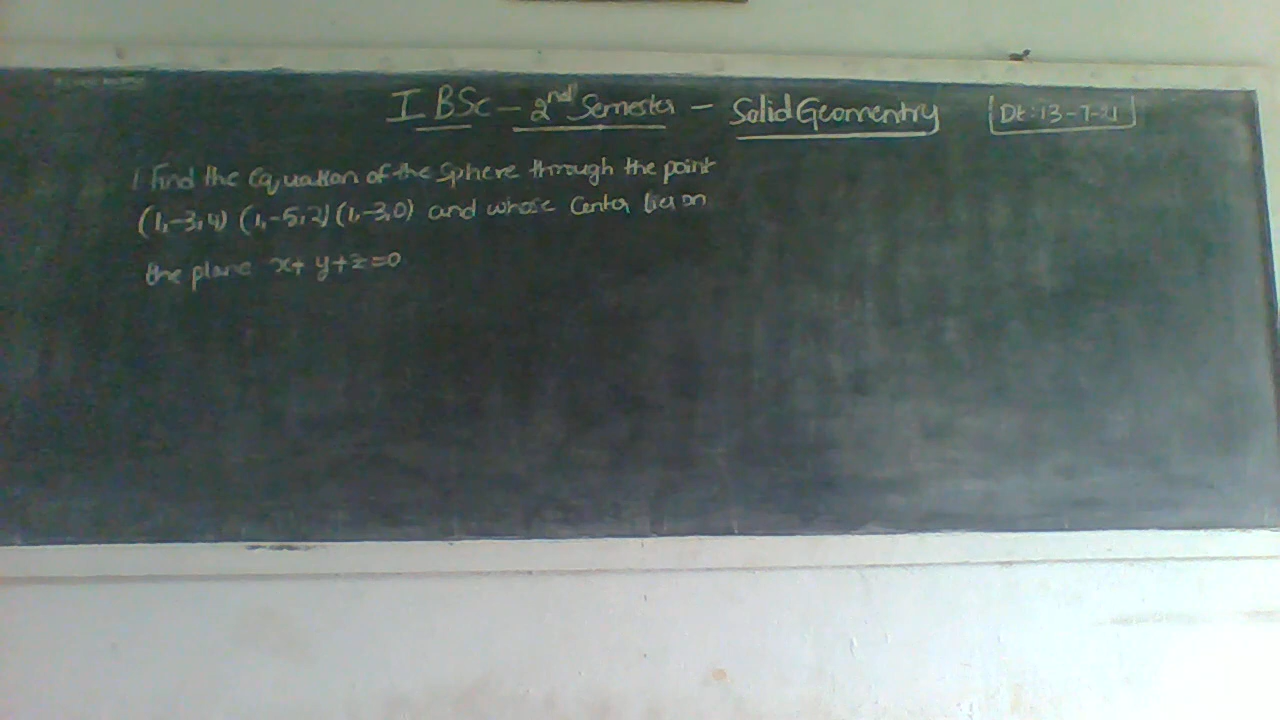 I BSc - 2nd Semester - Solid Geomentry Dt: 13-7-21
1 Find the Equation of the Sphere through the point
(1,-3,4) (1,-5,2) (1,-3,0) and whose Center lies on
the plane x+y+z=0